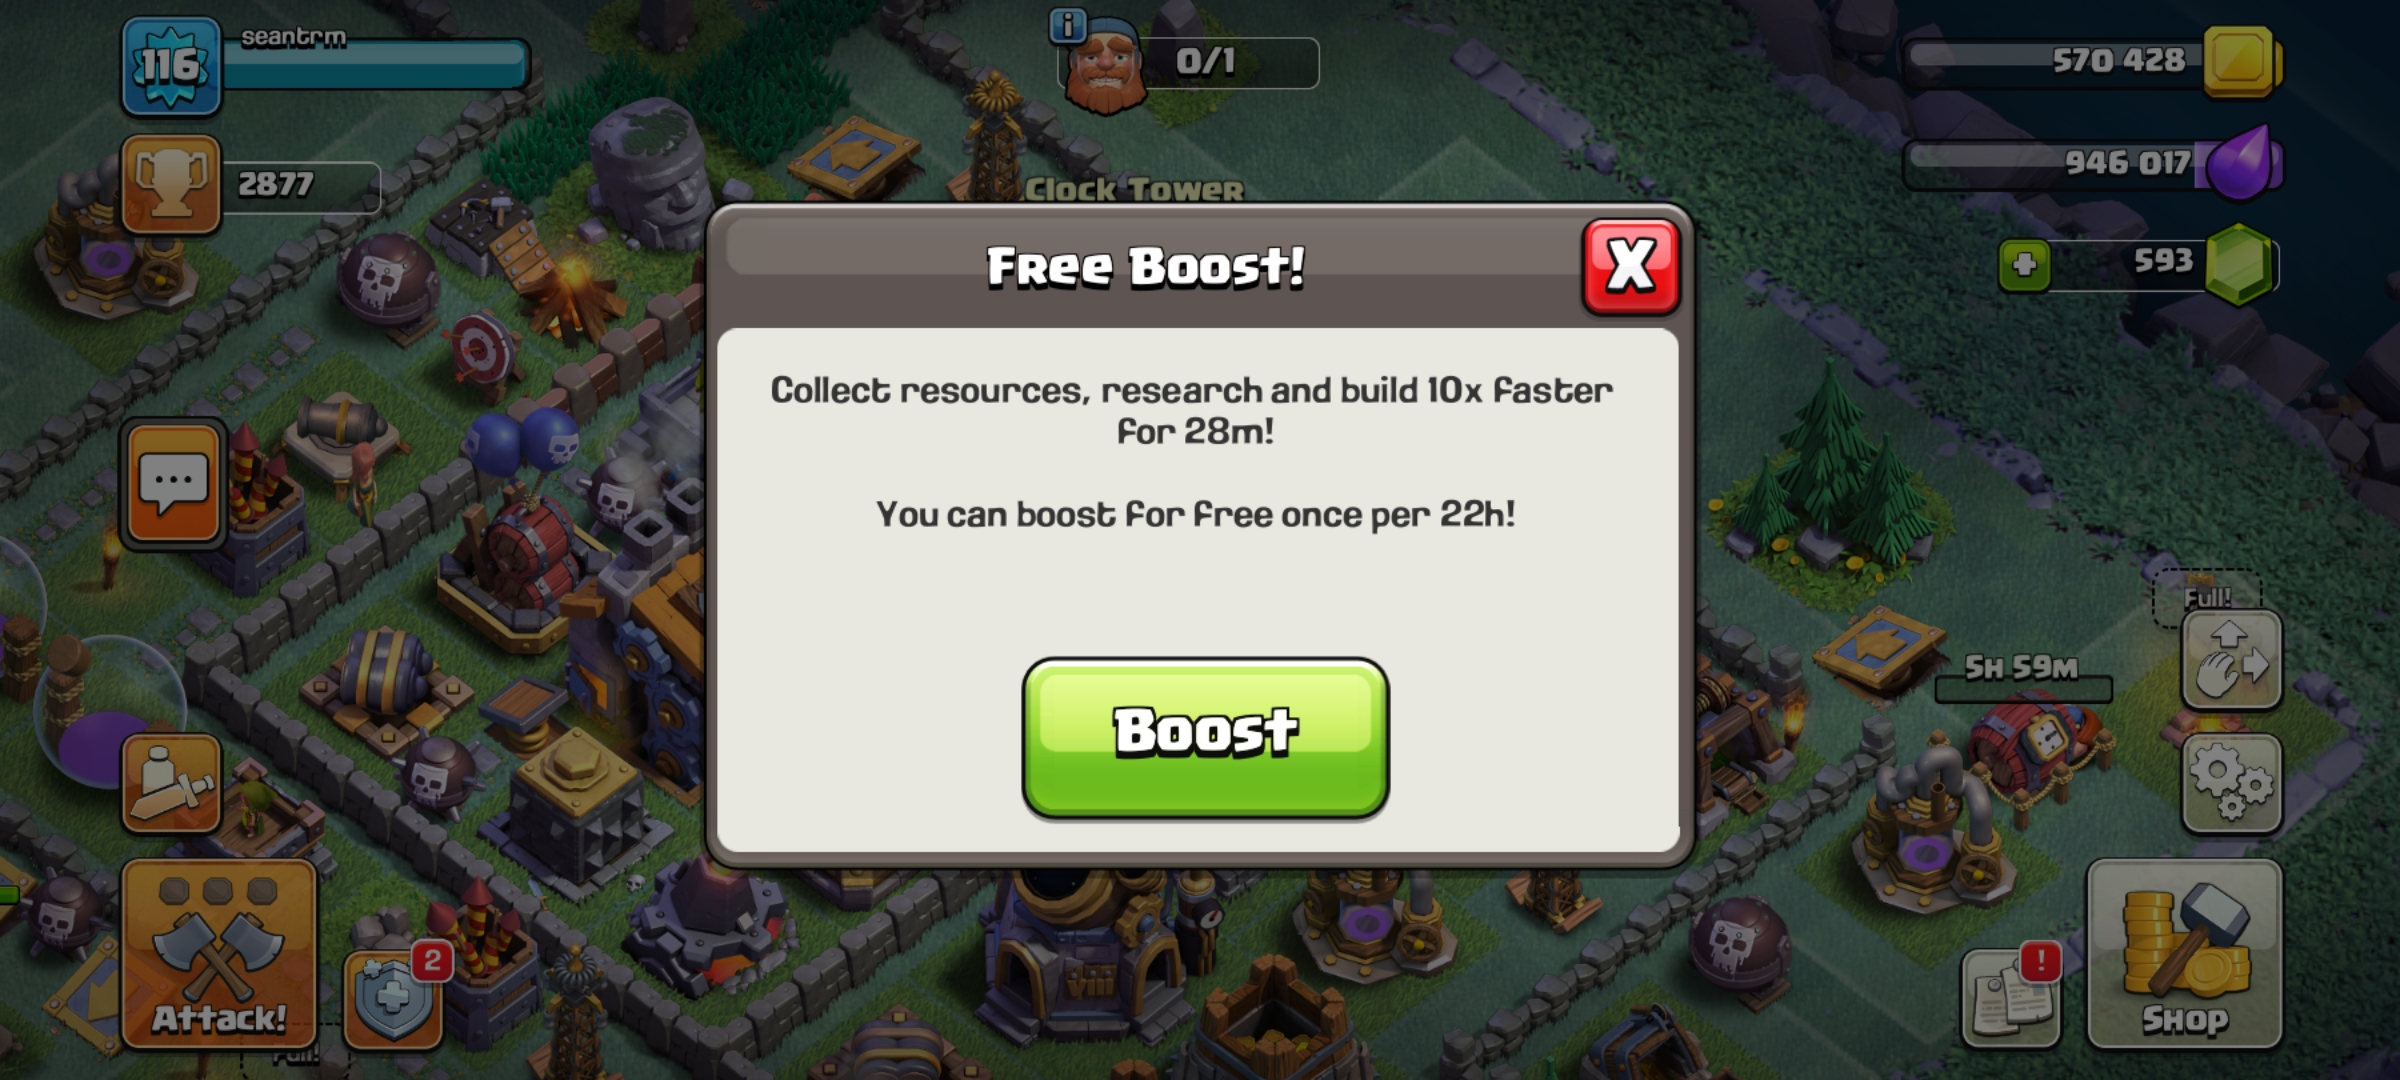 116
seantrm
0/1
570 428
2877
946 017
593
Clock Tower
Free Boost!
X
Collect resources, research and build 10x faster
for 28m!
You can boost for free once per 22h!
Boost
Full!
5H 59M
VIII
2
!
Attack!
Shop
Full!